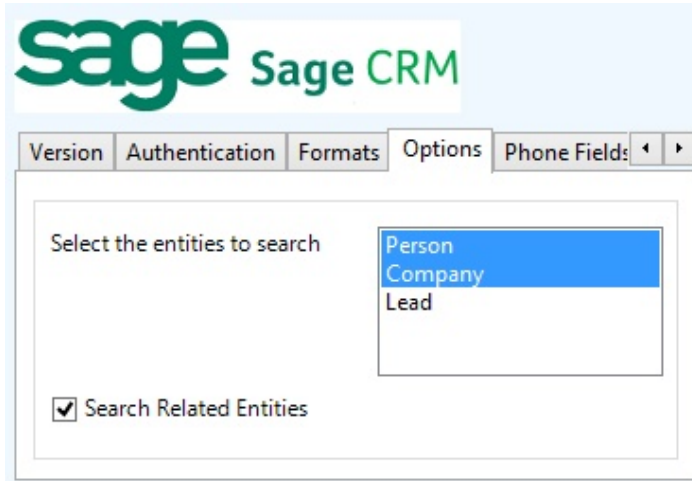 sage Sage CRM
Version Authentication Formats Options Phone Fields
Select the entities to search
Person
Company
Lead
Search Related Entities